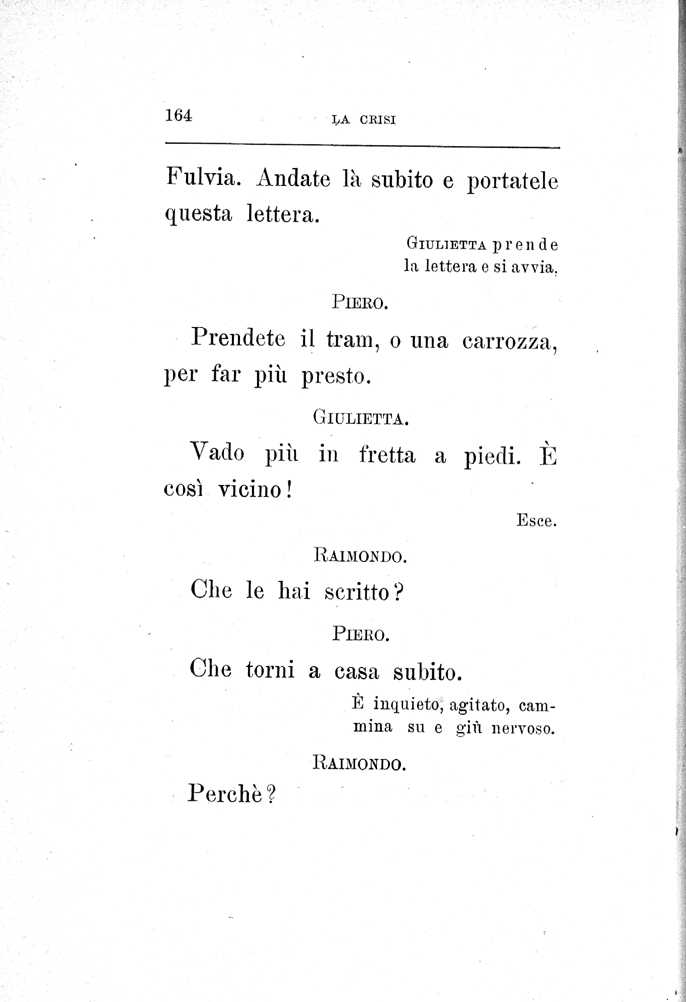 164
LA CRISI
Fulvia. Andate là subito e portatele
questa lettera.
GIULIETTA prende
la lettera e si avvia.
PIERO.
Prendete il tram, o una carrozza,
per far più presto.
GIULIETTA.
Vado più in fretta a piedi. È
così vicino!
Esce.
RAIMONDO.
Che le hai scritto?
PIERO.
Che torni a casa subito.
È inquieto, agitato, cam-
mina su e giù nervoso.
RAIMONDO.
Perchè?